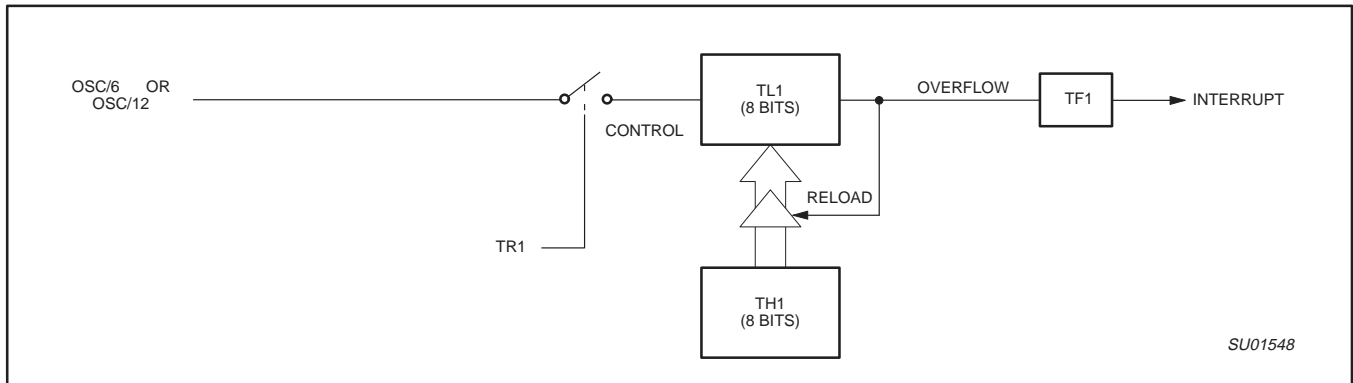 OSC/6 OR
OSC/12
TL1
(8 BITS)
OVERFLOW
TF1
INTERRUPT
CONTROL
RELOAD
TR1
TH1
(8 BITS)
SU01548